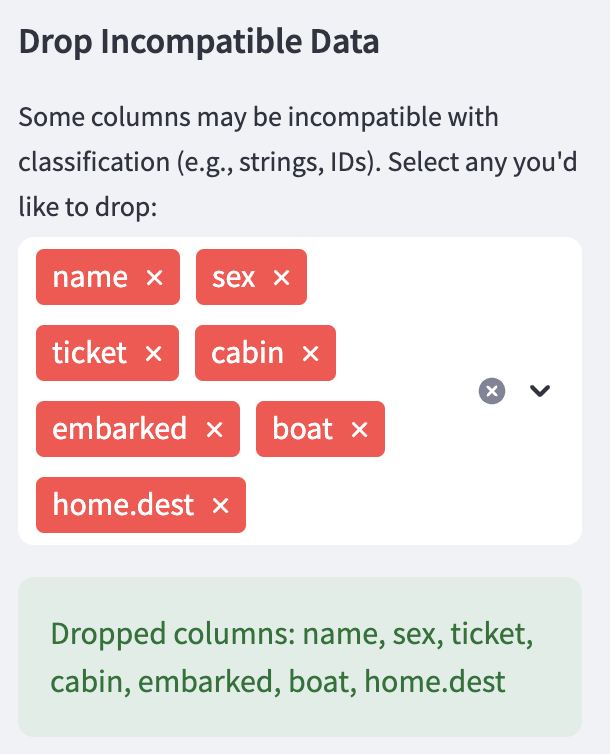 Drop Incompatible Data
Some columns may be incompatible with
classification (e.g., strings, IDs). Select any you'd
like to drop:
name × sex ×
ticket × cabin ×
embarked × boat ×
home.dest ×
Dropped columns: name, sex, ticket,
cabin, embarked, boat, home.dest